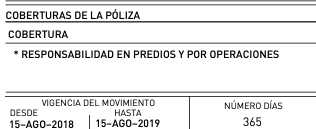 COBERTURAS DE LA PÓLIZA
COBERTURA
* RESPONSABILIDAD EN PREDIOS Y POR OPERACIONES
VIGENCIA DEL MOVIMIENTO
NÚMERO DÍAS
DESDE HASTA
15-AGO-2018 15-AGO-2019 365